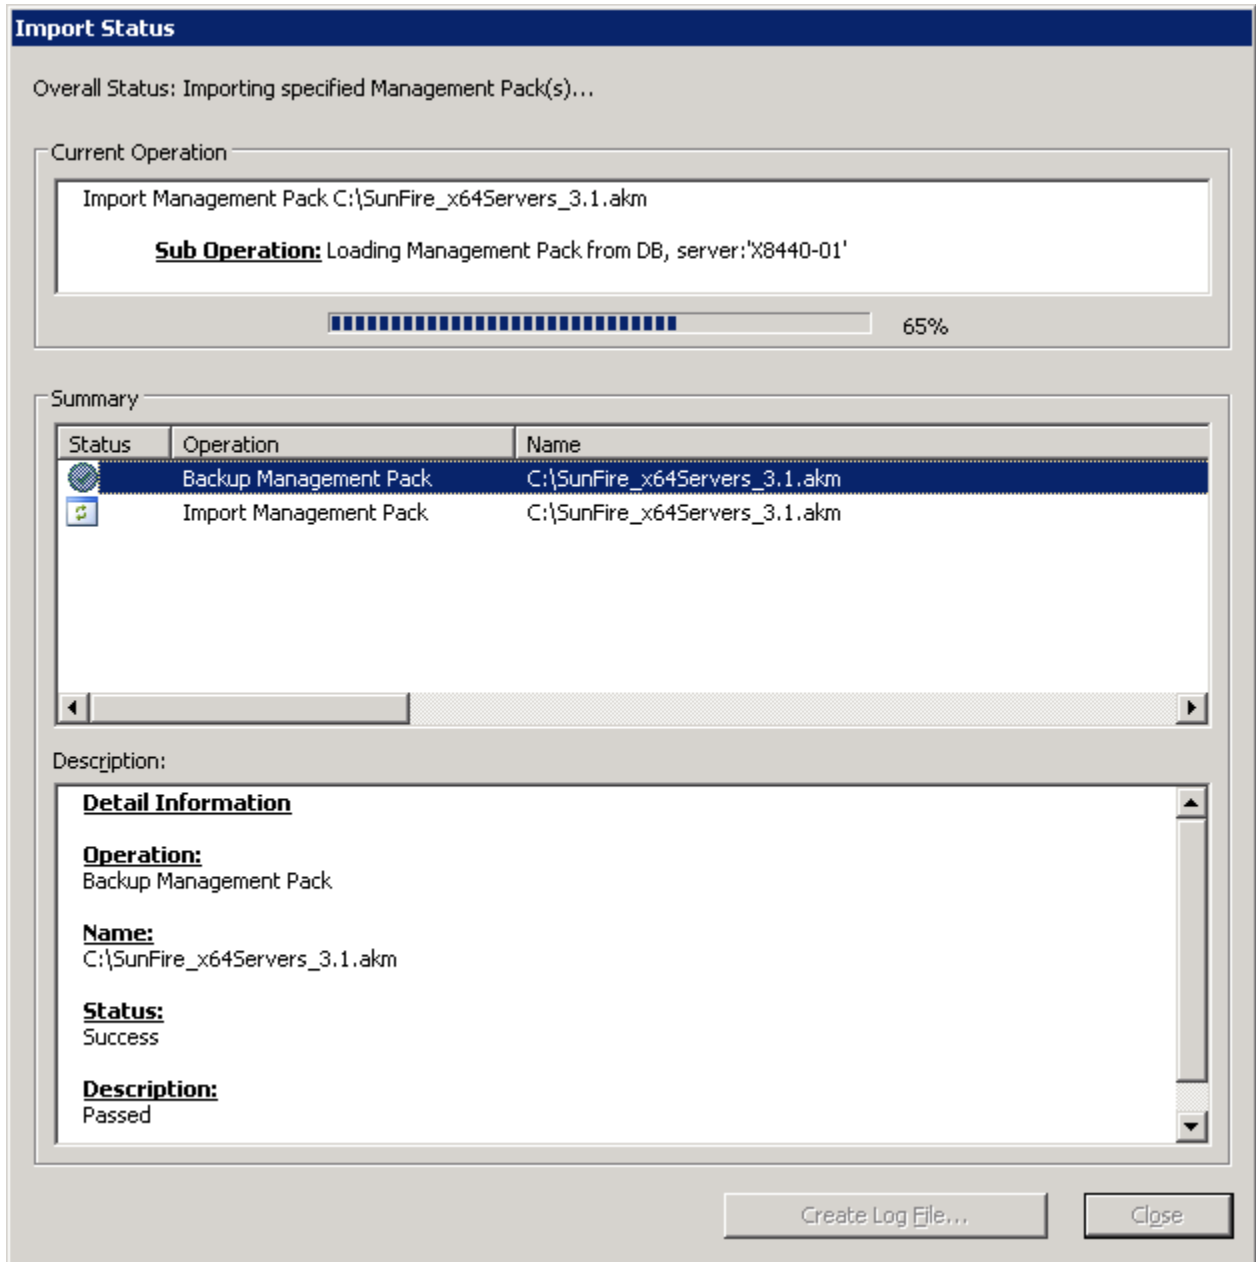 Import Status
Overall Status: Importing specified Management Pack(s)...
Current Operation
Import Management Pack C:\SunFire_x64Servers_3.1.akm
Sub Operation: Loading Management Pack from DB, server:'X8440-01'
65%
Summary
Status Operation Name
Backup Management Pack C:\SunFire_x64Servers_3.1.akm
Import Management Pack C:\SunFire_x64Servers_3.1.akm
Description:
Detail Information
Operation:
Backup Management Pack
Name:
C:\SunFire_x64Servers_3.1.akm
Status:
Success
Description:
Passed
Create Log File... Close